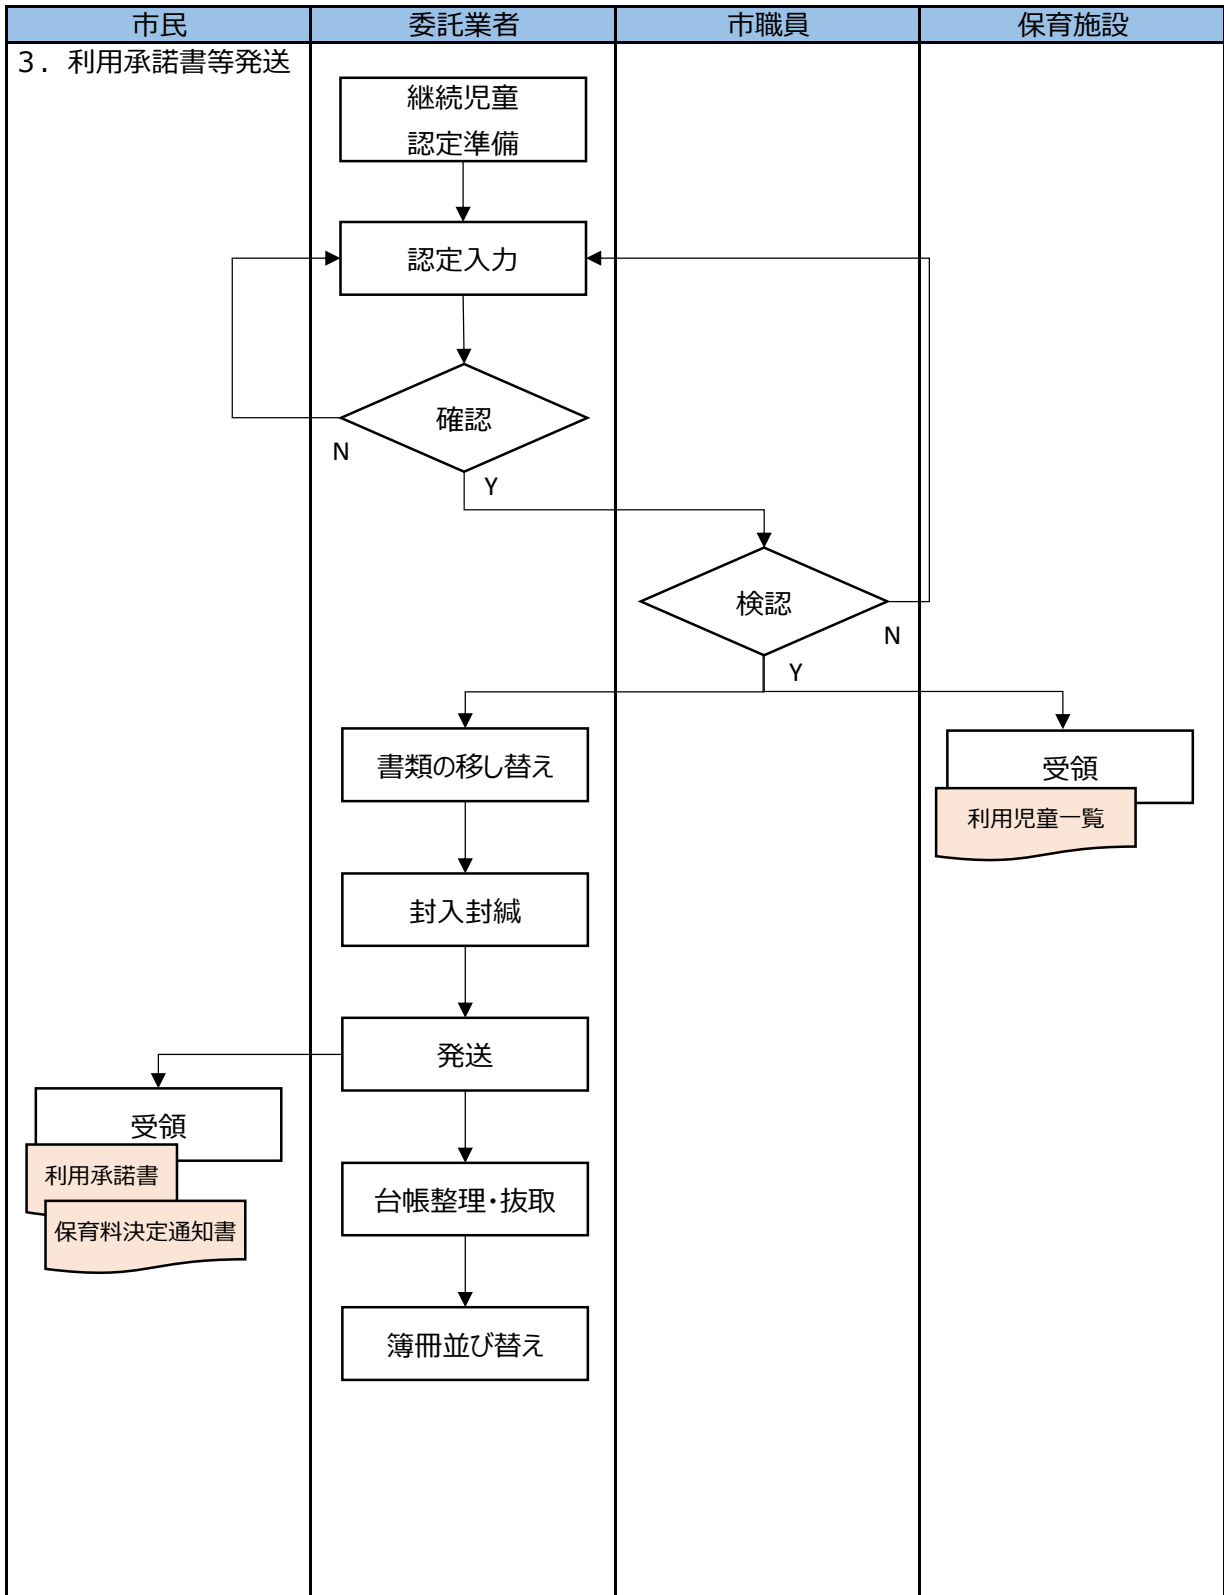 市民
委託業者
市職員
保育施設
3. 利用承諾書等発送
継続児童
認定準備
認定入力
確認
N
Y
検認
N
Y
書類の移し替え
受領
利用児童一覧
封入封緘
発送
受領
利用承諾書
保育料決定通知書
台帳整理・抜取
簿冊並び替え